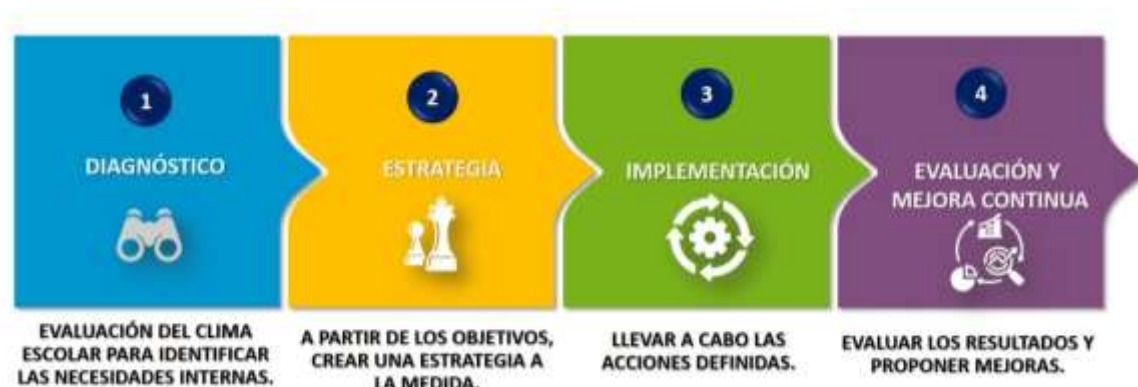 1
DIAGNÓSTICO
EVALUACIÓN DEL CLIMA
ESCOLAR PARA IDENTIFICAR
LAS NECESIDADES INTERNAS.
2
ESTRATEGIA
A PARTIR DE LOS OBJETIVOS,
CREAR UNA ESTRATEGIA A
LA MEDIDA.
3
IMPLEMENTACIÓN
LLEVAR A CABO LAS
ACCIONES DEFINIDAS.
4
EVALUACIÓN Y
MEJORA CONTINUA
EVALUAR LOS RESULTADOS Y
PROPONER MEJORAS.